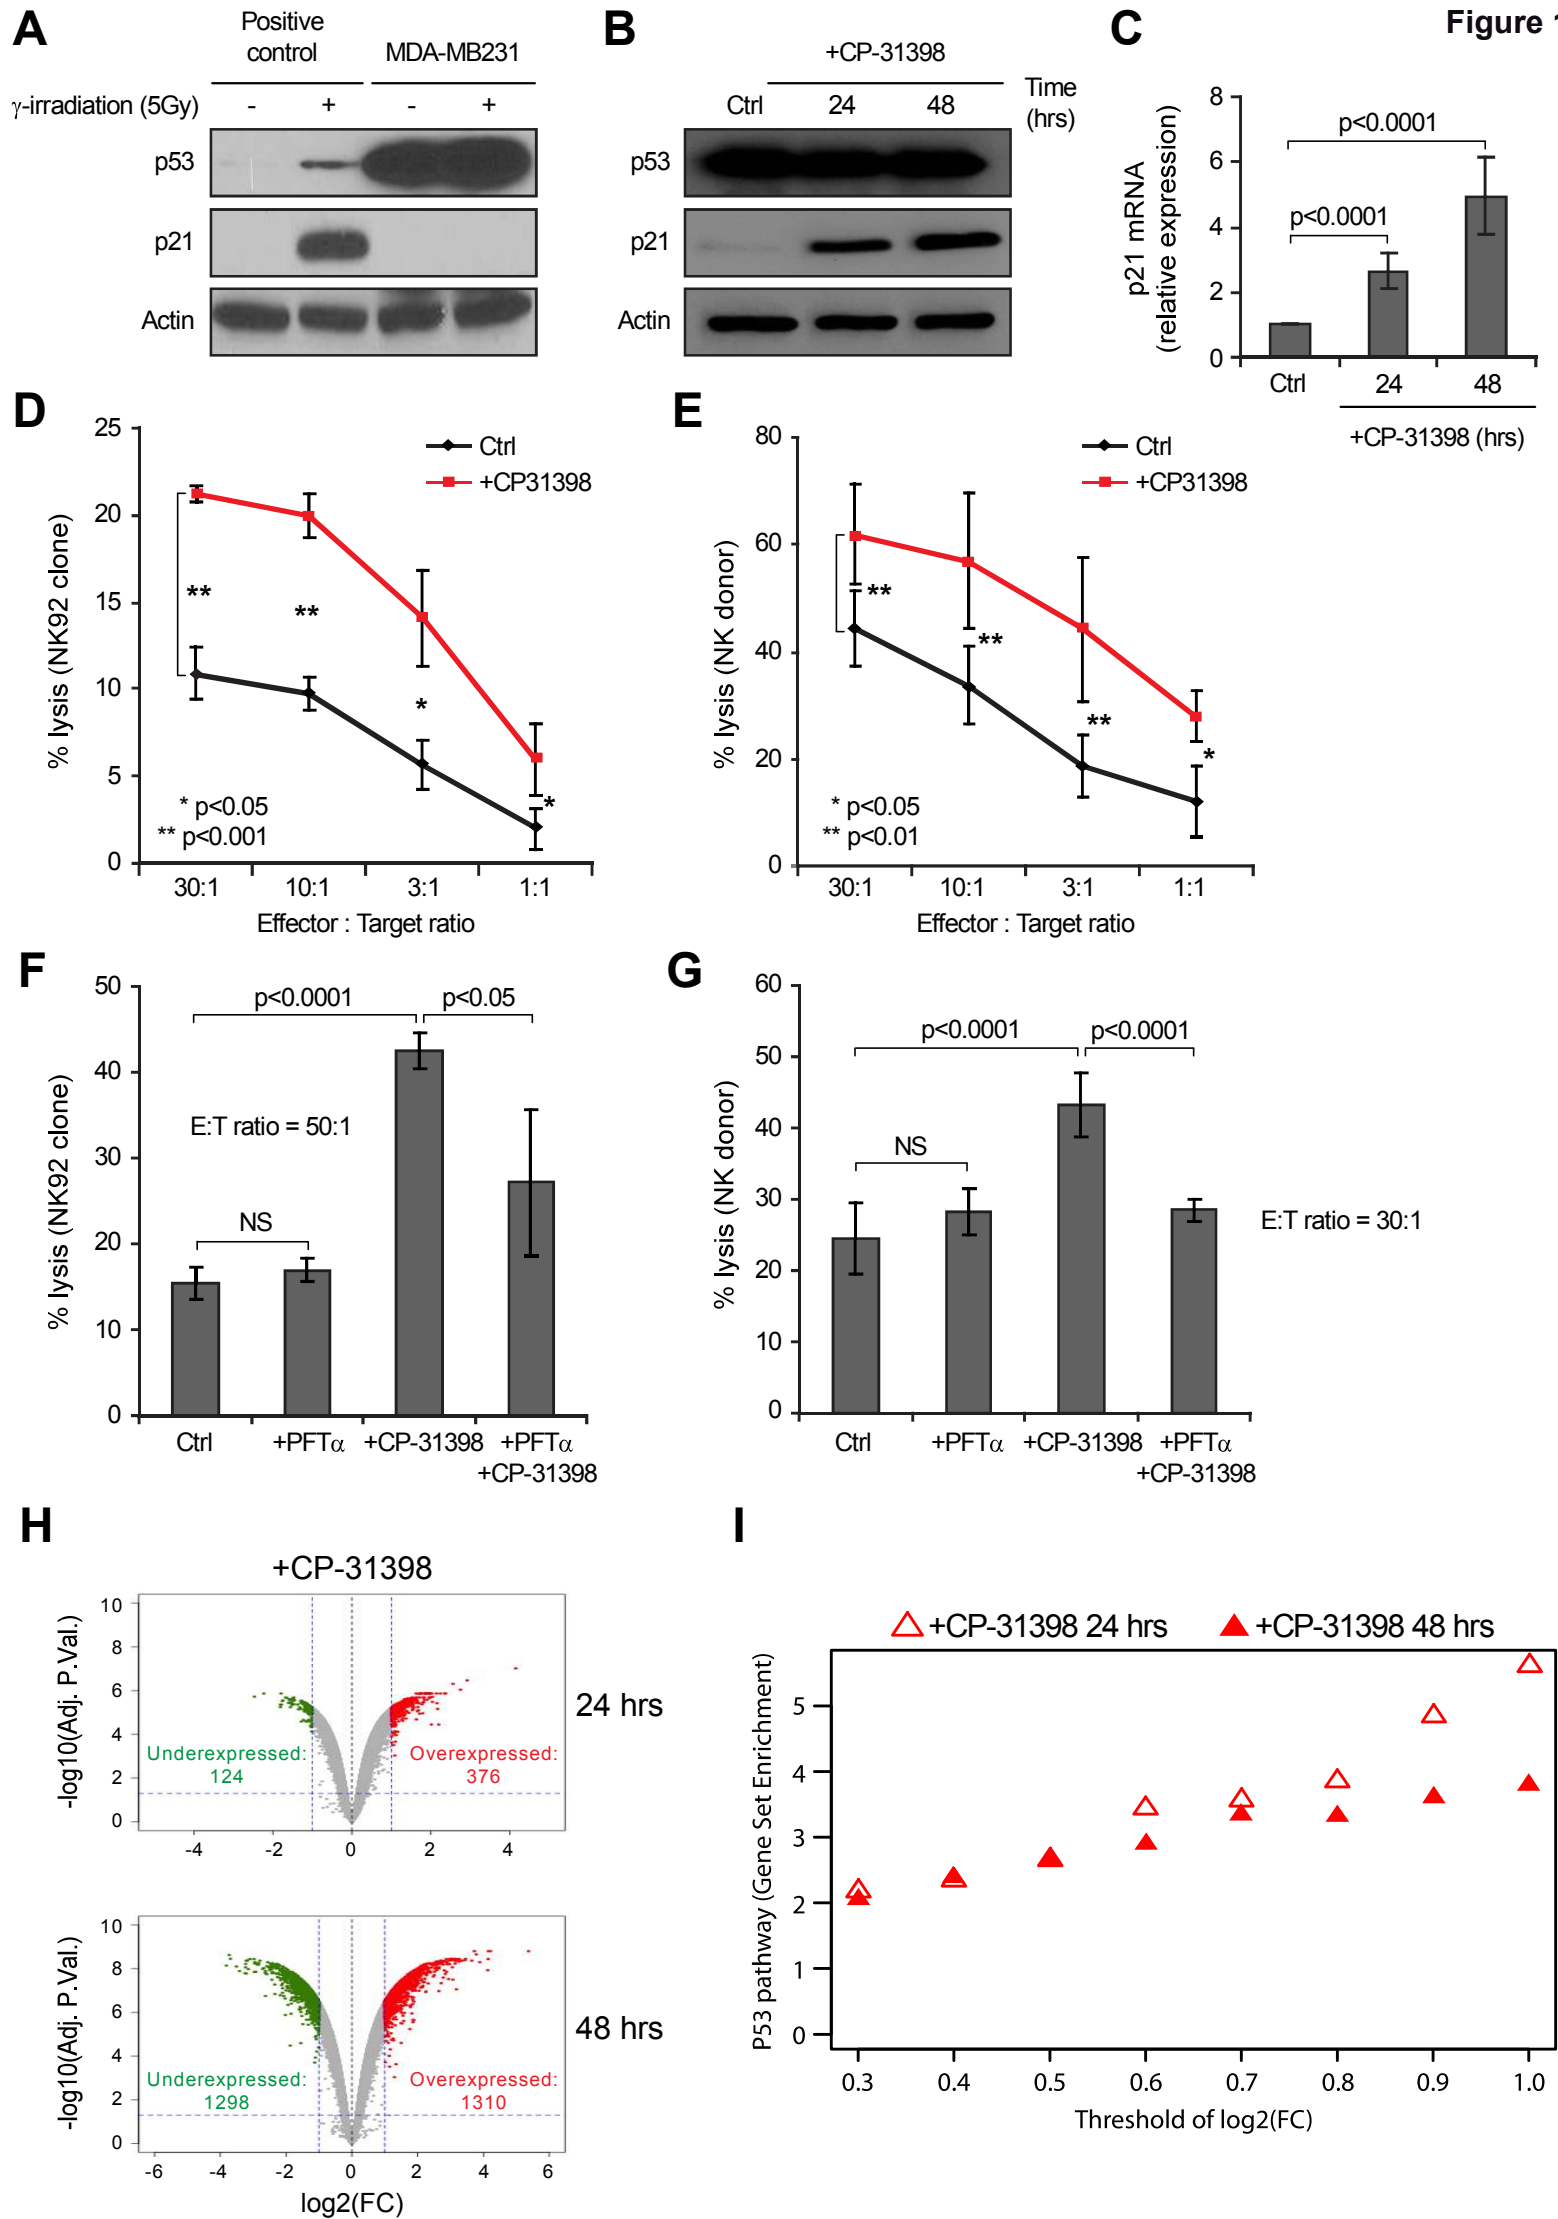 Figure 1
A
Positive
control
MDA-MB231
γ-irradiation (5Gy)
- + - +
p53
p21
Actin
B
+CP-31398
Ctrl 24 48
Time
(hrs)
p53
p21
Actin
C
p21 mRNA
(relative expression)
8
6
4
2
0
p<0.0001
p<0.0001
Ctrl 24 48
+CP-31398 (hrs)
D
% lysis (NK92 clone)
25
20
15
10
5
0
Ctrl
+CP31398
**
**
*
*
* p<0.05
** p<0.001
30:1 10:1 3:1 1:1
Effector : Target ratio
E
% lysis (NK donor)
80
60
40
20
0
Ctrl
+CP31398
**
**
**
*
* p<0.05
** p<0.01
30:1 10:1 3:1 1:1
Effector : Target ratio
F
% lysis (NK92 clone)
50
40
30
20
10
0
p<0.0001 p<0.05
E:T ratio = 50:1
NS
Ctrl +PFTα +CP-31398 +PFTα
+CP-31398
G
% lysis (NK donor)
60
50
40
30
20
10
0
p<0.0001 p<0.0001
NS
E:T ratio = 30:1
Ctrl +PFTα +CP-31398 +PFTα
+CP-31398
H
+CP-31398
-log10(Adj. P.Val.)
10
8
6
4
2
0
Underexpressed:
124
Overexpressed:
376
24 hrs
-4 -2 0 2 4
-log10(Adj. P.Val.)
10
8
6
4
2
0
Underexpressed:
1298
Overexpressed:
1310
48 hrs
-6 -4 -2 0 2 4 6
log2(FC)
I
+CP-31398 24 hrs +CP-31398 48 hrs
P53 pathway (Gene Set Enrichment)
5
4
3
2
1
0
0.3 0.4 0.5 0.6 0.7 0.8 0.9 1.0
Threshold of log2(FC)